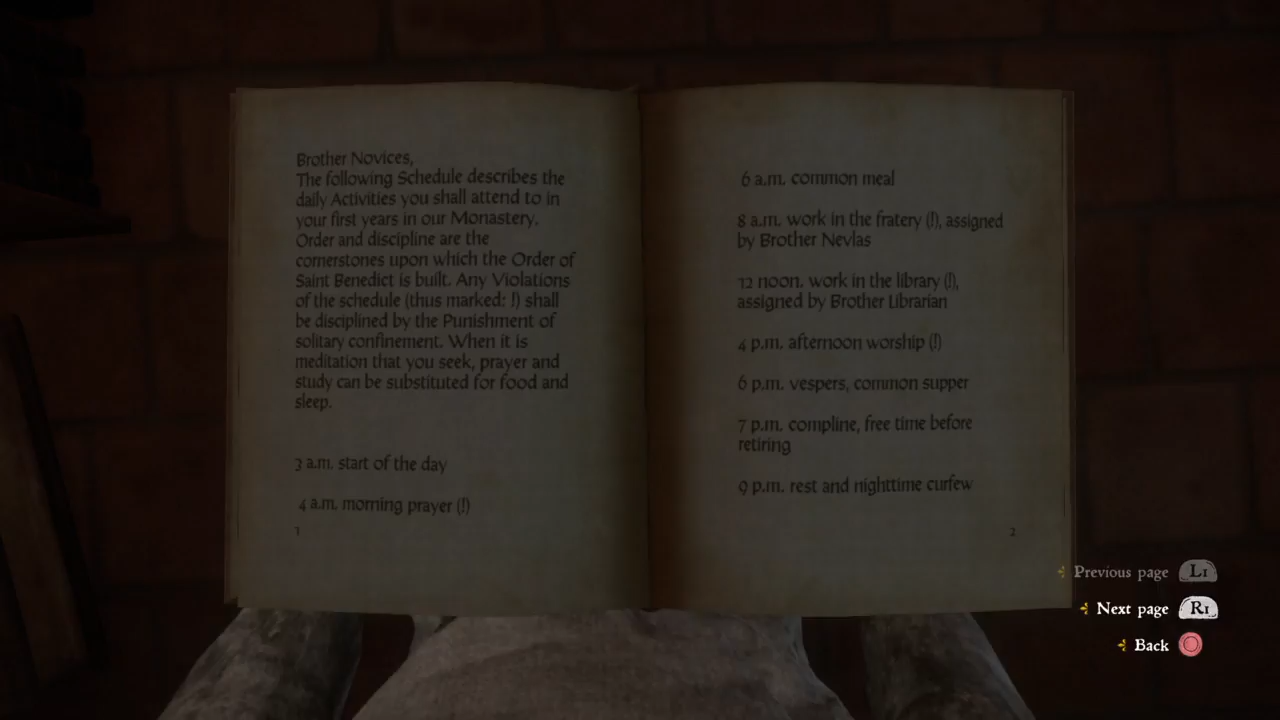 Brother Novices,
The following Schedule describes the
daily Activities you shall attend to in
your first years in our Monastery.
Order and discipline are the
cornerstones upon which the Order of
Saint Benedict is built. Any Violations
of the schedule (thus marked: !) shall
be disciplined by the Punishment of
solitary confinement. When it is
meditation that you seek, prayer and
study can be substituted for food and
sleep.
3 a.m. start of the day
4 a.m. morning prayer (!)
1
6 a.m. common meal
8 a.m. work in the fratery (!), assigned
by Brother Nevlas
12 noon. work in the library (!),
assigned by Brother Librarian
4 p.m. afternoon worship (!)
6 p.m. vespers, common supper
7 p.m. compline, free time before
retiring
9 p.m. rest and nighttime curfew
2
Previous page L1
Next page R1
Back